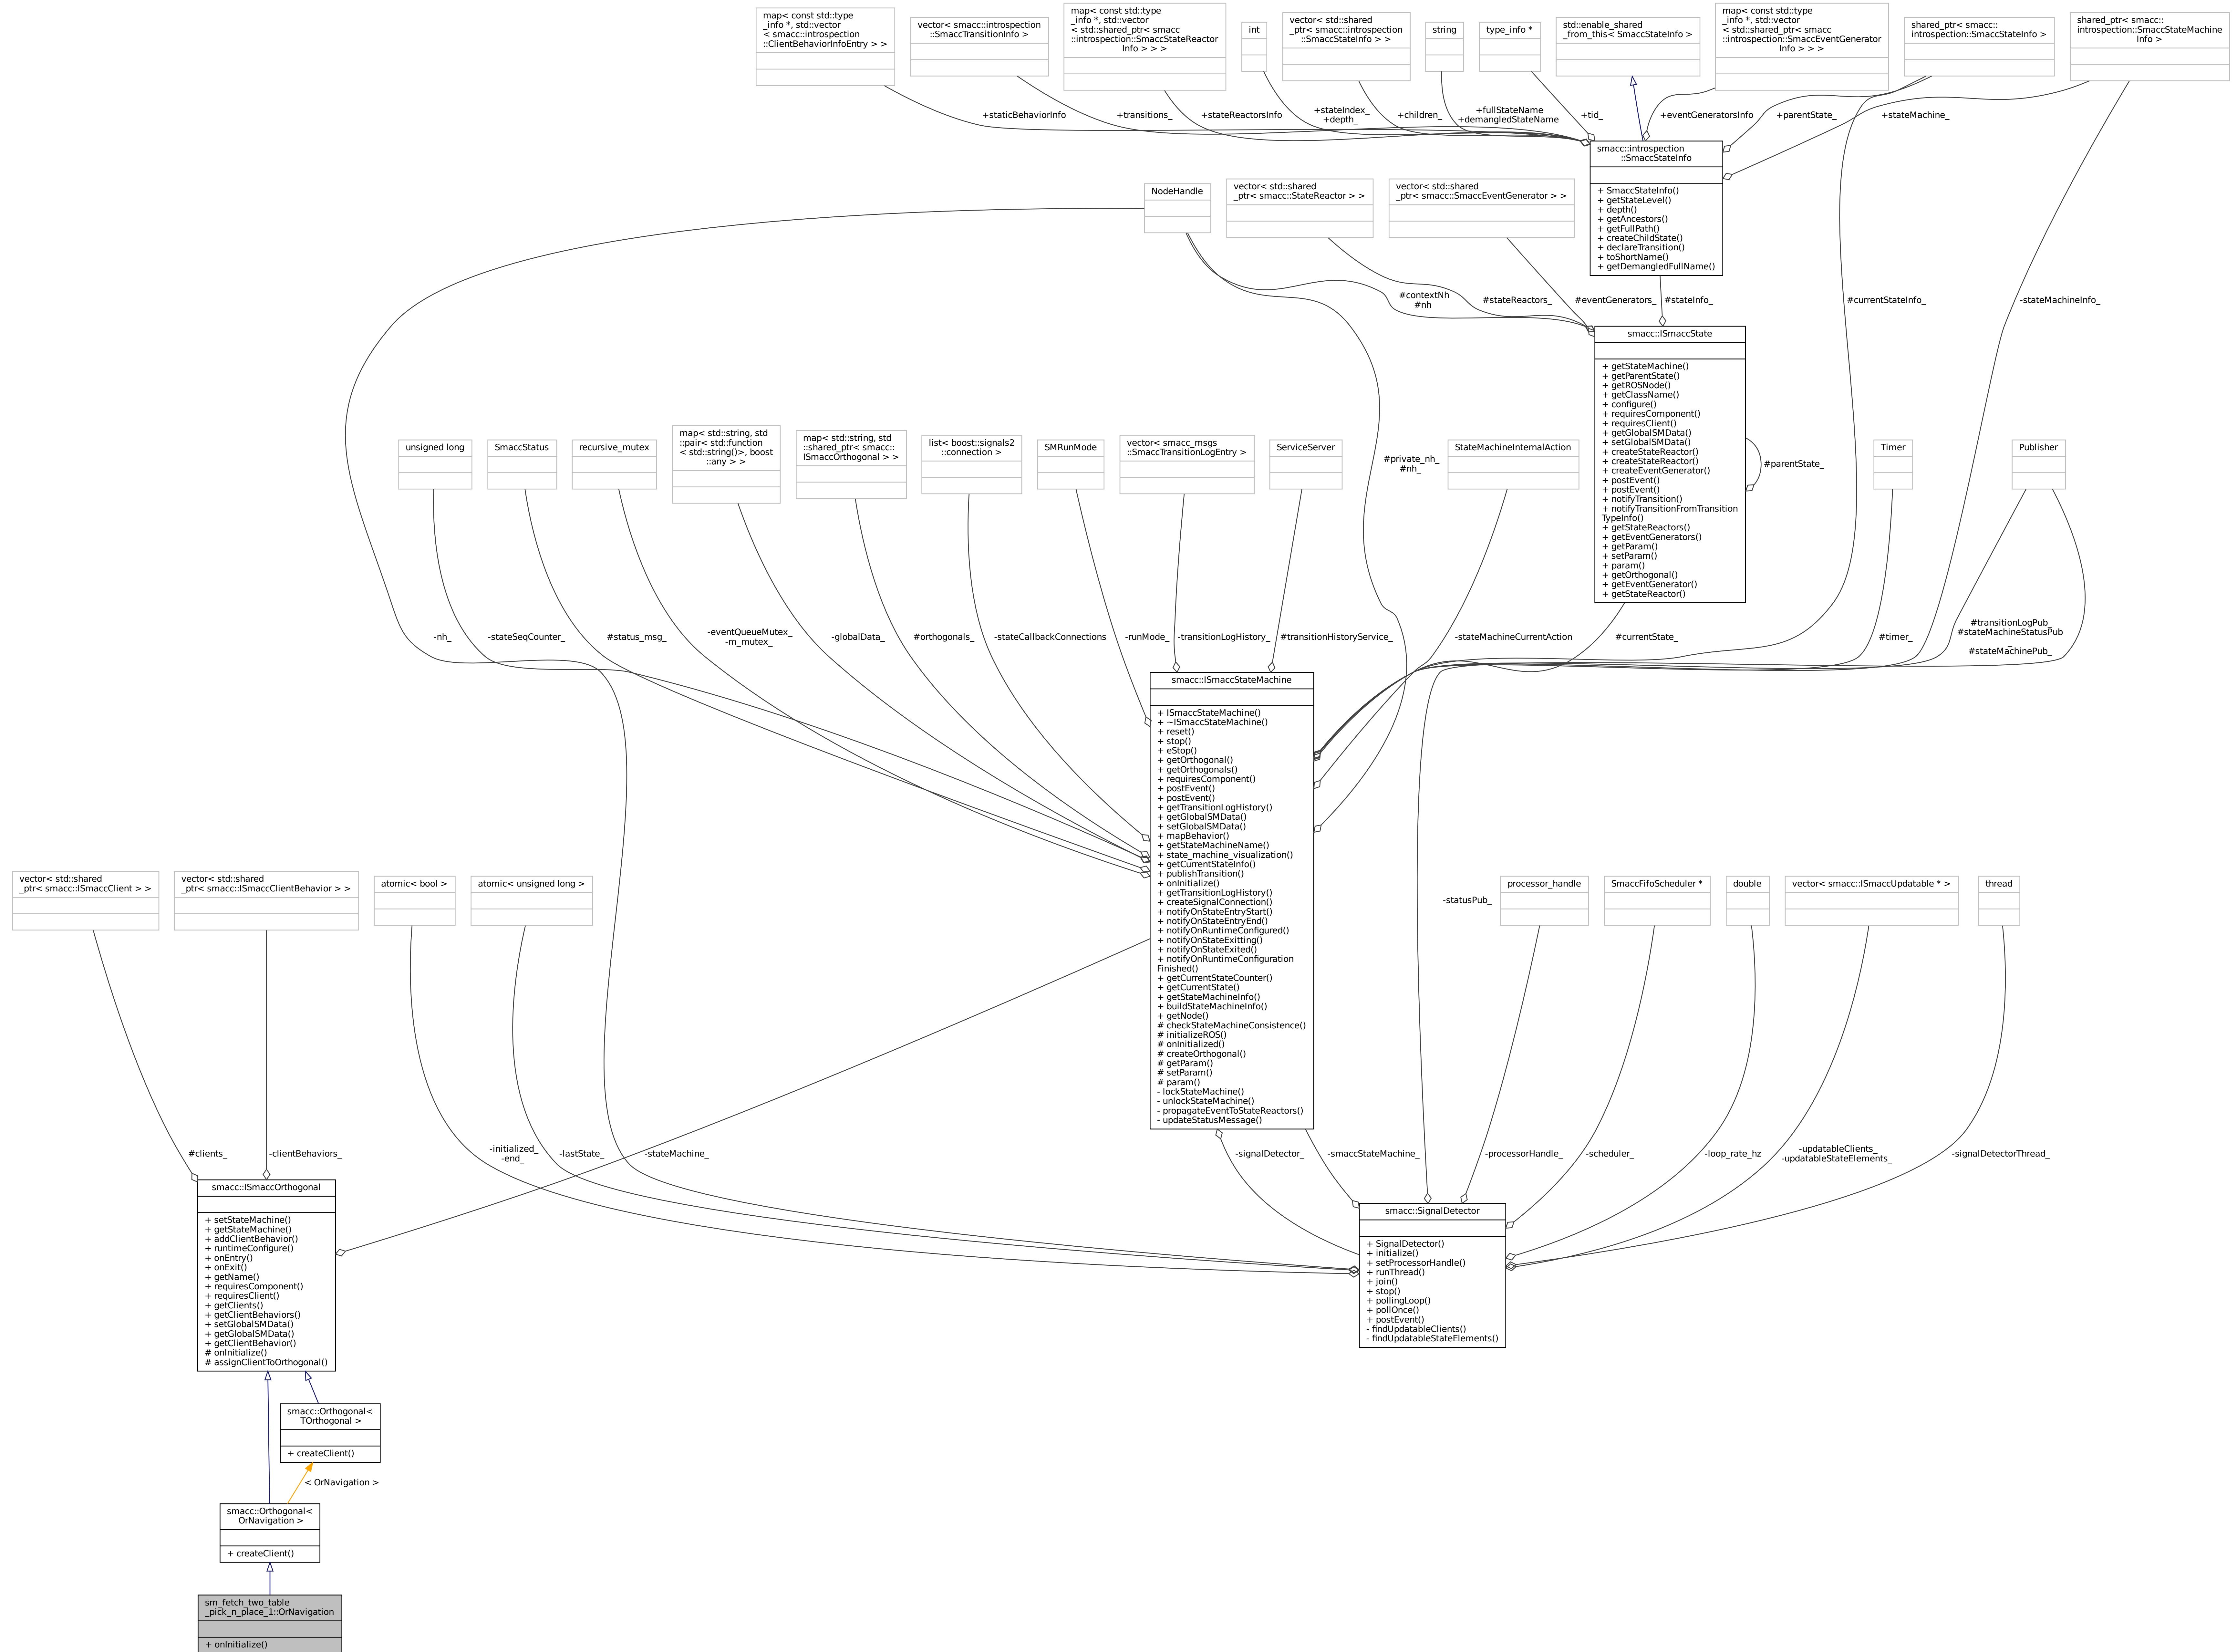 map< const std::type
_info *, std::vector
< smacc::introspection
::ClientBehaviorInfoEntry > >
vector< smacc::introspection
::SmaccTransitionInfo >
map< const std::type
_info *, std::vector
< std::shared_ptr< smacc
::introspection::SmaccStateReactor
Info > > >
int
vector< std::shared
_ptr< smacc::introspection
::SmaccStateInfo > >
string
type_info *
std::enable_shared
_from_this< SmaccStateInfo >
map< const std::type
_info *, std::vector
< std::shared_ptr< smacc
::introspection::SmaccEventGenerator
Info > > >
shared_ptr< smacc::
introspection::SmaccStateInfo >
shared_ptr< smacc::
introspection::SmaccStateMachine
Info >
+staticBehaviorInfo
+transitions_
+stateReactorsInfo
+stateIndex_
+depth_
+children_
+fullStateName
+demangledStateName
+tid_
+eventGeneratorsInfo
+parentState_
+stateMachine_
smacc::introspection
::SmaccStateInfo
+ SmaccStateInfo()
+ getStateLevel()
+ depth()
+ getAncestors()
+ getFullPath()
+ createChildState()
+ declareTransition()
+ toShortName()
+ getDemangledFullName()
NodeHandle
vector< std::shared
_ptr< smacc::StateReactor > >
vector< std::shared
_ptr< smacc::SmaccEventGenerator > >
#contextNh
#nh
#stateReactors_
#eventGenerators_
#stateInfo_
#currentStateInfo_
-stateMachineInfo_
smacc::ISmaccState
+ getStateMachine()
+ getParentState()
+ getROSNode()
+ getClassName()
+ configure()
+ requiresComponent()
+ requiresClient()
+ getGlobalSMData()
+ setGlobalSMData()
+ createStateReactor()
+ createStateReactor()
+ createEventGenerator()
+ postEvent()
+ postEvent()
+ notifyTransition()
+ notifyTransitionFromTransition
TypeInfo()
+ getStateReactors()
+ getEventGenerators()
+ getParam()
+ setParam()
+ param()
+ getOrthogonal()
+ getEventGenerator()
+ getStateReactor()
#parentState_
unsigned long
SmaccStatus
recursive_mutex
map< std::string, std
::pair< std::function
< std::string()>, boost
::any > >
map< std::string, std
::shared_ptr< smacc::
ISmaccOrthogonal > >
list< boost::signals2
::connection >
SMRunMode
vector< smacc_msgs
::SmaccTransitionLogEntry >
ServiceServer
#private_nh_
#nh_
StateMachineInternalAction
Timer
Publisher
-nh_
-stateSeqCounter_
#status_msg_
-eventQueueMutex_
-m_mutex_
-globalData_
#orthogonals_
-stateCallbackConnections
-runMode_
-transitionLogHistory_
#transitionHistoryService_
-stateMachineCurrentAction
#currentState_
#timer_
#transitionLogPub_
#stateMachineStatusPub
_
#stateMachinePub_
smacc::ISmaccStateMachine
+ ISmaccStateMachine()
+ ~ISmaccStateMachine()
+ reset()
+ stop()
+ eStop()
+ getOrthogonal()
+ getOrthogonals()
+ requiresComponent()
+ postEvent()
+ postEvent()
+ getTransitionLogHistory()
+ getGlobalSMData()
+ setGlobalSMData()
+ mapBehavior()
+ getStateMachineName()
+ state_machine_visualization()
+ getCurrentStateInfo()
+ publishTransition()
+ onInitialize()
+ getTransitionLogHistory()
+ createSignalConnection()
+ notifyOnStateEntryStart()
+ notifyOnStateEntryEnd()
+ notifyOnRuntimeConfigured()
+ notifyOnStateExitting()
+ notifyOnStateExited()
+ notifyOnRuntimeConfiguration
Finished()
+ getCurrentStateCounter()
+ getCurrentState()
+ getStateMachineInfo()
+ buildStateMachineInfo()
+ getNode()
# checkStateMachineConsistence()
# initializeROS()
# onInitialized()
# createOrthogonal()
# getParam()
# setParam()
# param()
- lockStateMachine()
- unlockStateMachine()
- propagateEventToStateReactors()
- updateStatusMessage()
vector< std::shared
_ptr< smacc::ISmaccClient > >
vector< std::shared
_ptr< smacc::ISmaccClientBehavior > >
atomic< bool >
atomic< unsigned long >
-statusPub_
processor_handle
SmaccFifoScheduler *
double
vector< smacc::ISmaccUpdatable * >
thread
#clients_
-clientBehaviors_
-initialized_
-end_
-lastState_
-stateMachine_
-signalDetector_
-smaccStateMachine_
-processorHandle_
-scheduler_
-loop_rate_hz
-updatableClients_
-updatableStateElements_
-signalDetectorThread_
smacc::ISmaccOrthogonal
+ setStateMachine()
+ getStateMachine()
+ addClientBehavior()
+ runtimeConfigure()
+ onEntry()
+ onExit()
+ getName()
+ requiresComponent()
+ requiresClient()
+ getClients()
+ getClientBehaviors()
+ setGlobalSMData()
+ getGlobalSMData()
+ getClientBehavior()
# onInitialize()
# assignClientToOrthogonal()
smacc::SignalDetector
+ SignalDetector()
+ initialize()
+ setProcessorHandle()
+ runThread()
+ join()
+ stop()
+ pollingLoop()
+ pollOnce()
+ postEvent()
- findUpdatableClients()
- findUpdatableStateElements()
smacc::Orthogonal<
TOrthogonal >
+ createClient()
< OrNavigation >
smacc::Orthogonal<
OrNavigation >
+ createClient()
sm_fetch_two_table
_pick_n_place_1::OrNavigation
+ onInitialize()